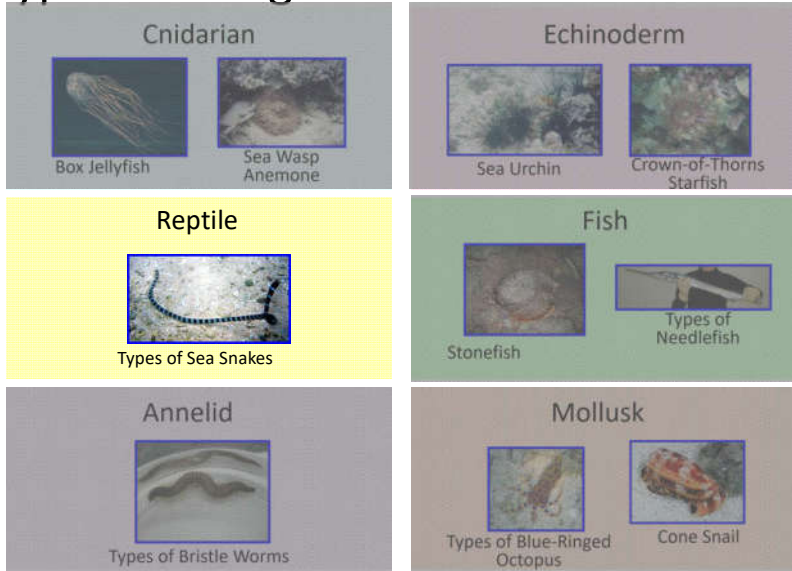 Cnidarian
Box Jellyfish
Sea Wasp
Anemone
Echinoderm
Sea Urchin
Crown-of-Thorns
Starfish
Reptile
Types of Sea Snakes
Fish
Stonefish
Types of
Needlefish
Annelid
Types of Bristle Worms
Mollusk
Types of Blue-Ringed
Octopus
Cone Snail